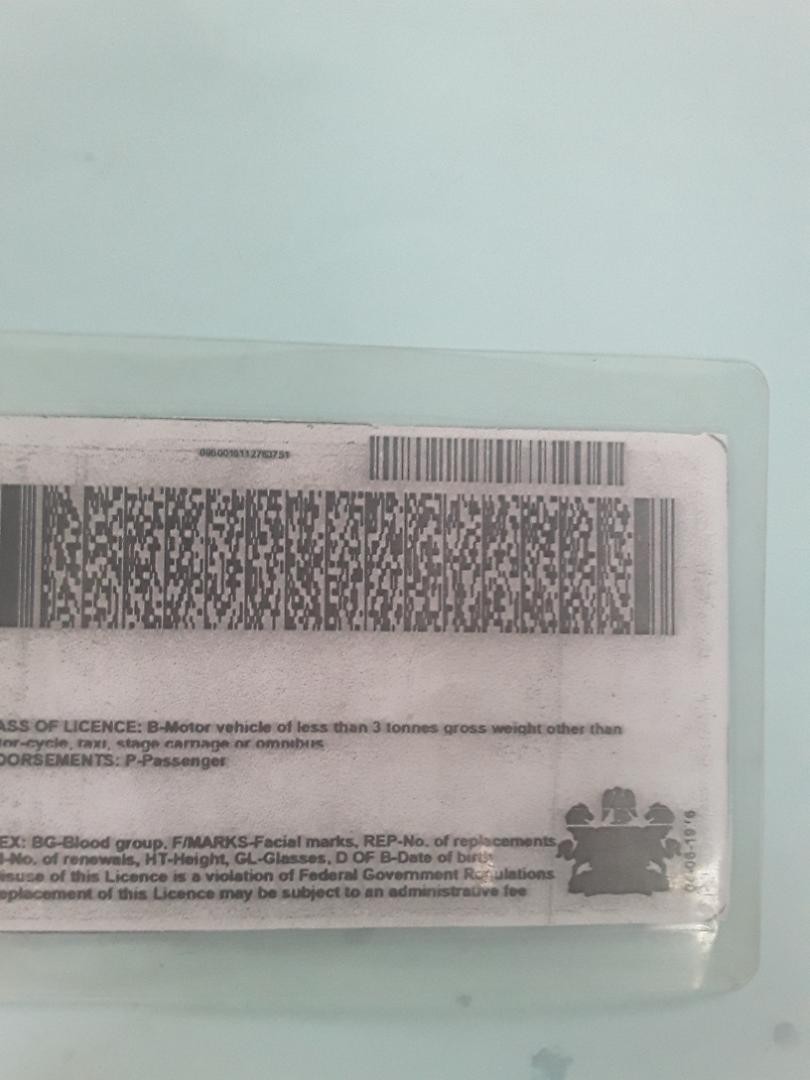 ASS OF LICENCE: B-Motor vehicle of less than 3 tonnes gross weight other than
or-cycle, taxi, stage carriage or omnibus
DORSEMENTS: P-Passenger
EX: BG-Blood group, F/MARKS-Facial marks, REP-No. of replacements,
-No. of renewals, HT-Height, GL-Glasses, D OF B-Date of birth
isuse of this Licence is a violation of Federal Government Regulations
eplacement of this Licence may be subject to an administrative fee